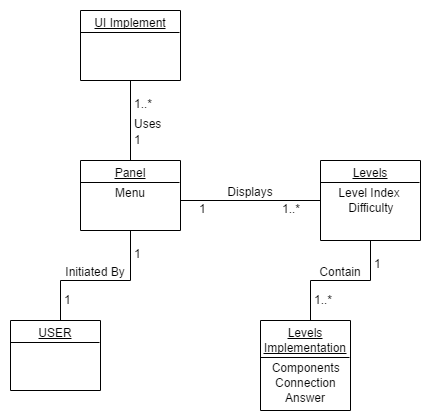 UI Implement
1..*
Uses
1
Panel
Menu
Displays
1
1..*
Levels
Level Index
Difficulty
1
Initiated By
1
1
Contain
1..*
USER
Levels
Implementation
Components
Connection
Answer